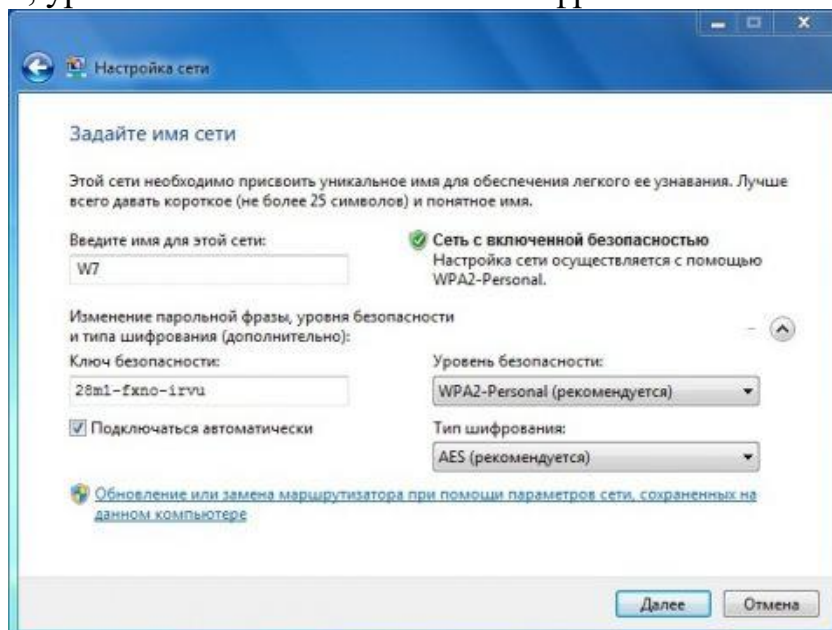 Настройка сети
Задайте имя сети
Этой сети необходимо присвоить уникальное имя для обеспечения легкого ее узнавания. Лучше
всего давать короткое (не более 25 символов) и понятное имя.
Введите имя для этой сети:
W7
Сеть с включенной безопасностью
Настройка сети осуществляется с помощью
WPA2-Personal.
Изменение парольной фразы, уровня безопасности
и типа шифрования (дополнительно):
Ключ безопасности:
28ml-fxno-irvu
Уровень безопасности:
WPA2-Personal (рекомендуется)
Подключаться автоматически
Тип шифрования:
AES (рекомендуется)
Обновление или замена маршрутизатора при помощи параметров сети, сохраненных на
данном компьютере
Далее
Отмена